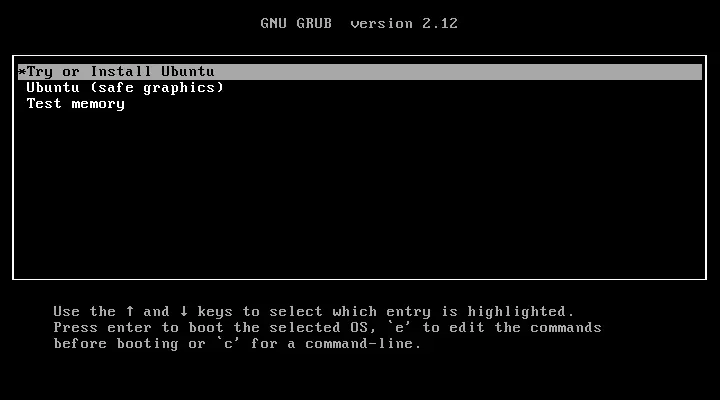 GNU GRUB  version 2.12
*Try or Install Ubuntu
Ubuntu (safe graphics)
Test memory
Use the ↑ and ↓ keys to select which entry is highlighted.
Press enter to boot the selected OS, `e' to edit the commands
before booting or `c' for a command-line.